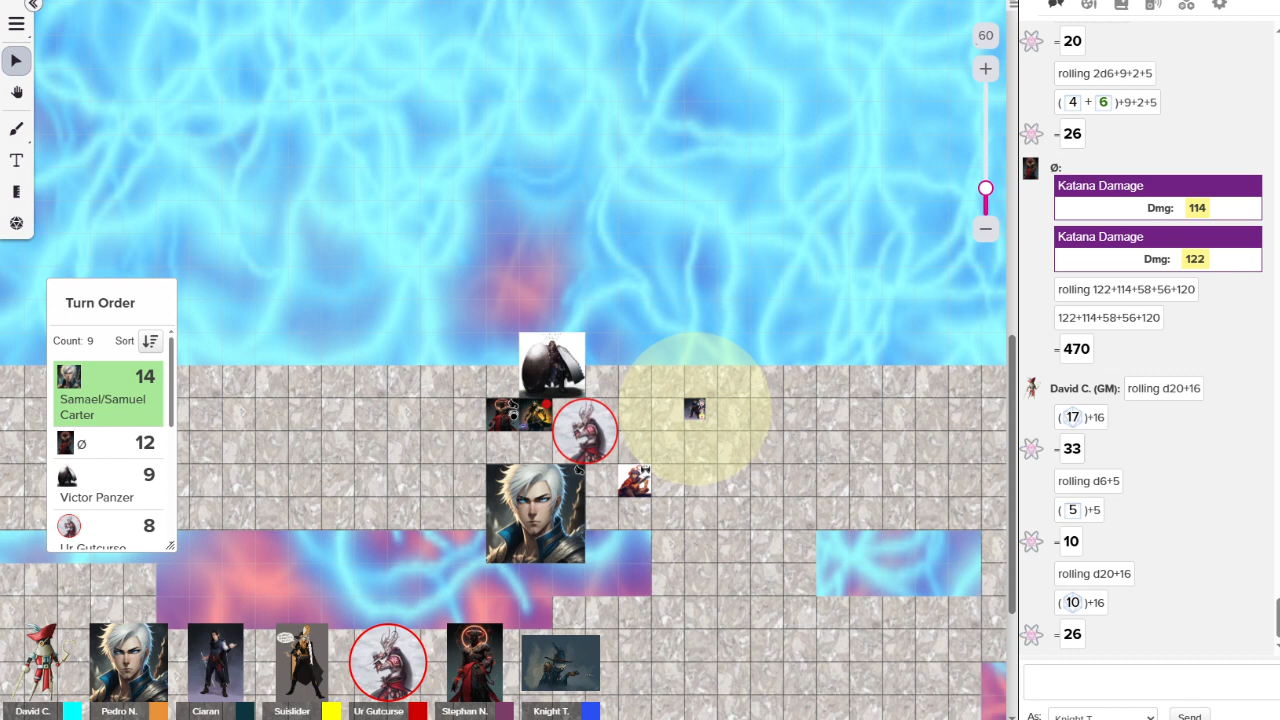 60
Turn Order
Count: 9 Sort
14
Samael/Samuel
Carter
Ø 12
9
Victor Panzer
8
Ur Gutcurse
David C.
Pedro N.
Ciaran
Suislider
Ur Gutcurse
Stephan N.
Knight T.
= 20
rolling 2d6+9+2+5
( 4 + 6 )+9+2+5
= 26
Ø:
Katana Damage
Dmg: 114
Katana Damage
Dmg: 122
rolling 122+114+58+56+120
122+114+58+56+120
= 470
David C. (GM): rolling d20+16
( 17 )+16
= 33
rolling d6+5
( 5 )+5
= 10
rolling d20+16
( 10 )+16
= 26
As: Knight T. Send